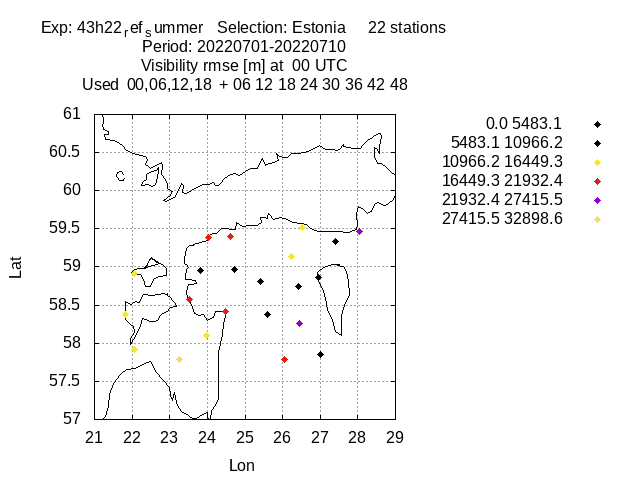 Exp: 43h22refsummer   Selection: Estonia     22 stations
Period: 20220701-20220710
Visibility rmse [m] at  00 UTC
Used  00,06,12,18  + 06 12 18 24 30 36 42 48
61
60.5
60
59.5
59
58.5
58
57.5
57
Lat
21 22 23 24 25 26 27 28 29
Lon
0.0 5483.1
5483.1 10966.2
10966.2 16449.3
16449.3 21932.4
21932.4 27415.5
27415.5 32898.6